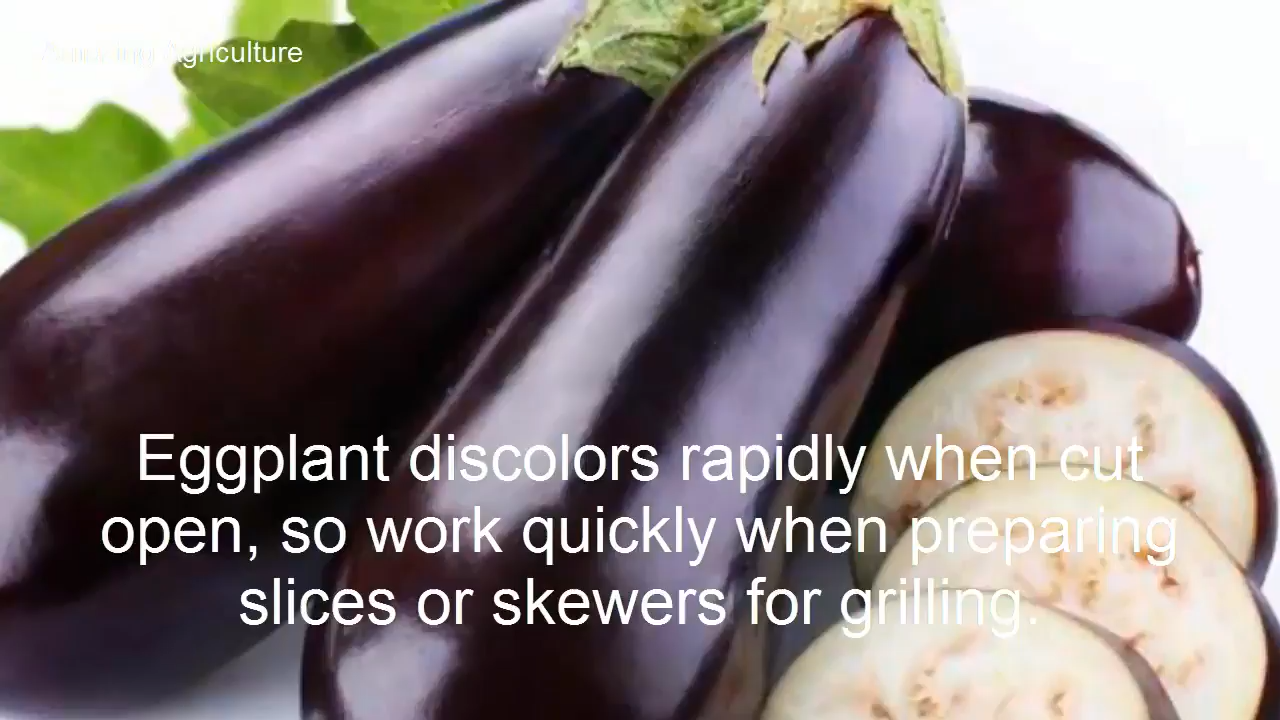 Agriculture
Eggplant discolors rapidly when cut
open, so work quickly when preparing
slices or skewers for grilling.